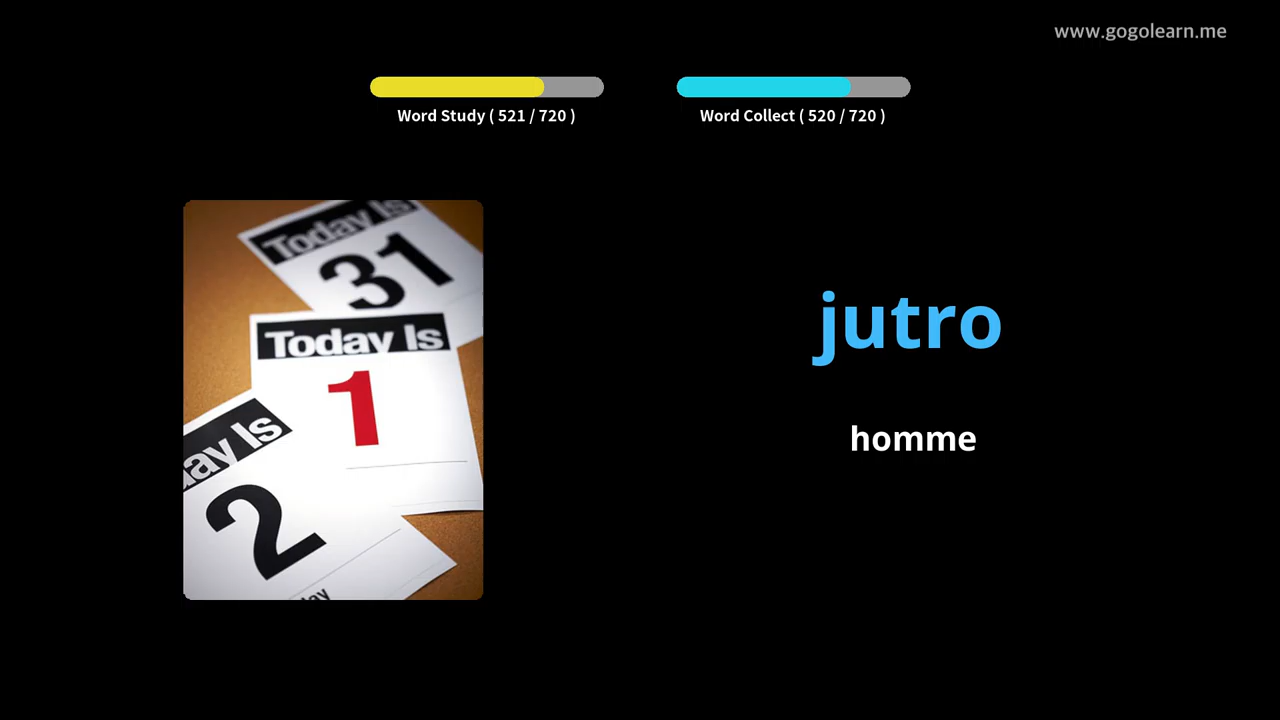 www.gogolearn.me
Word Study ( 521 / 720 )
Word Collect ( 520 / 720 )
Today Is
31
Today Is
1
ay Is
2
jutro
homme